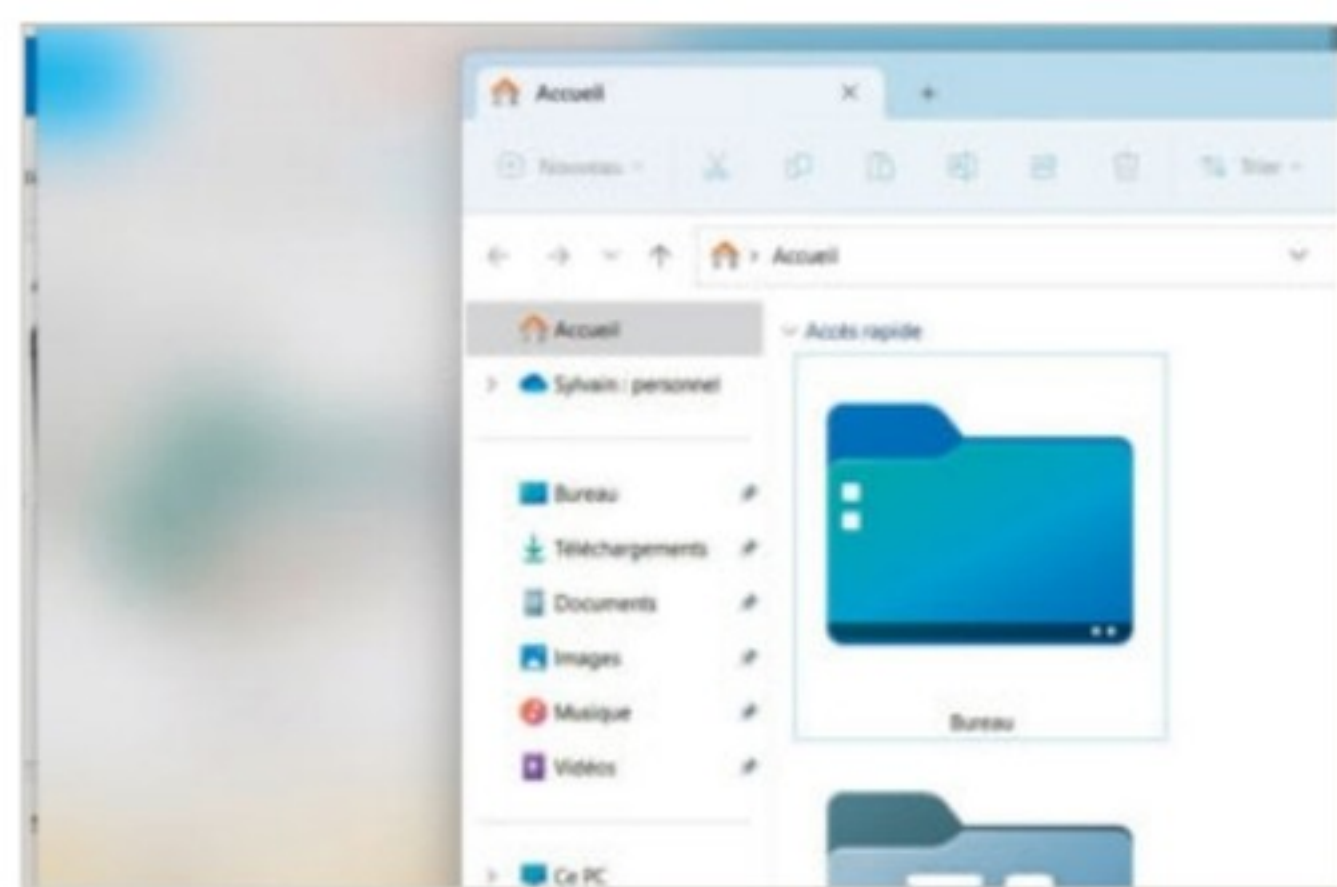 Accueil
Nouveau
Trier
Accueil
Accueil
Accès rapide
Sylvain : personnel
Bureau
Téléchargements
Documents
Images
Musique
Bureau
Vidéos
Ce PC